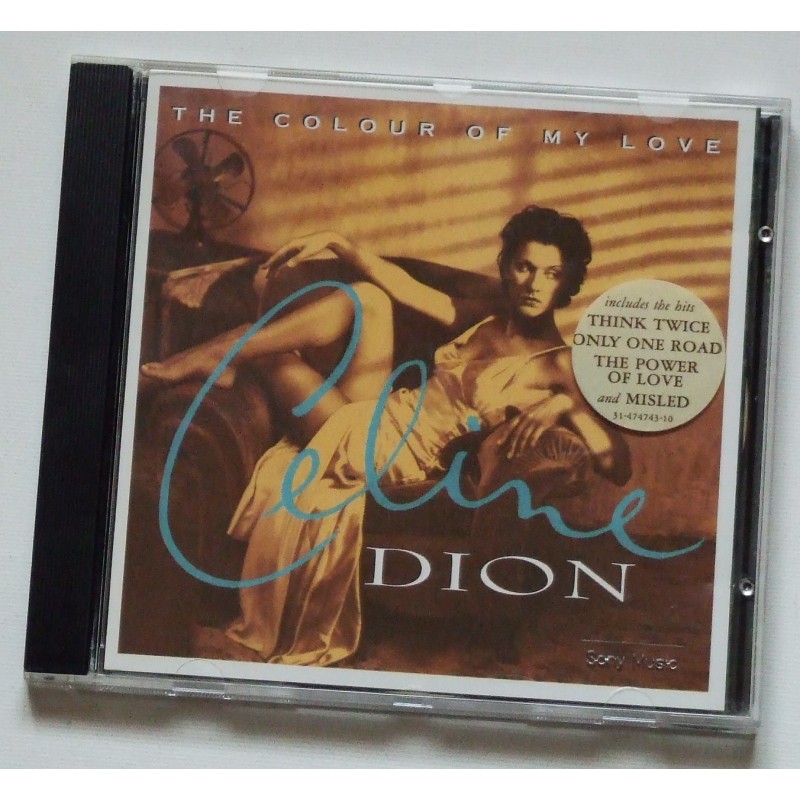 THE COLOUR OF MY LOVE
includes the hits
THINK TWICE
ONLY ONE ROAD
THE POWER
OF LOVE
and MISLED
31-474743-10
Celine
DION
Sony Music